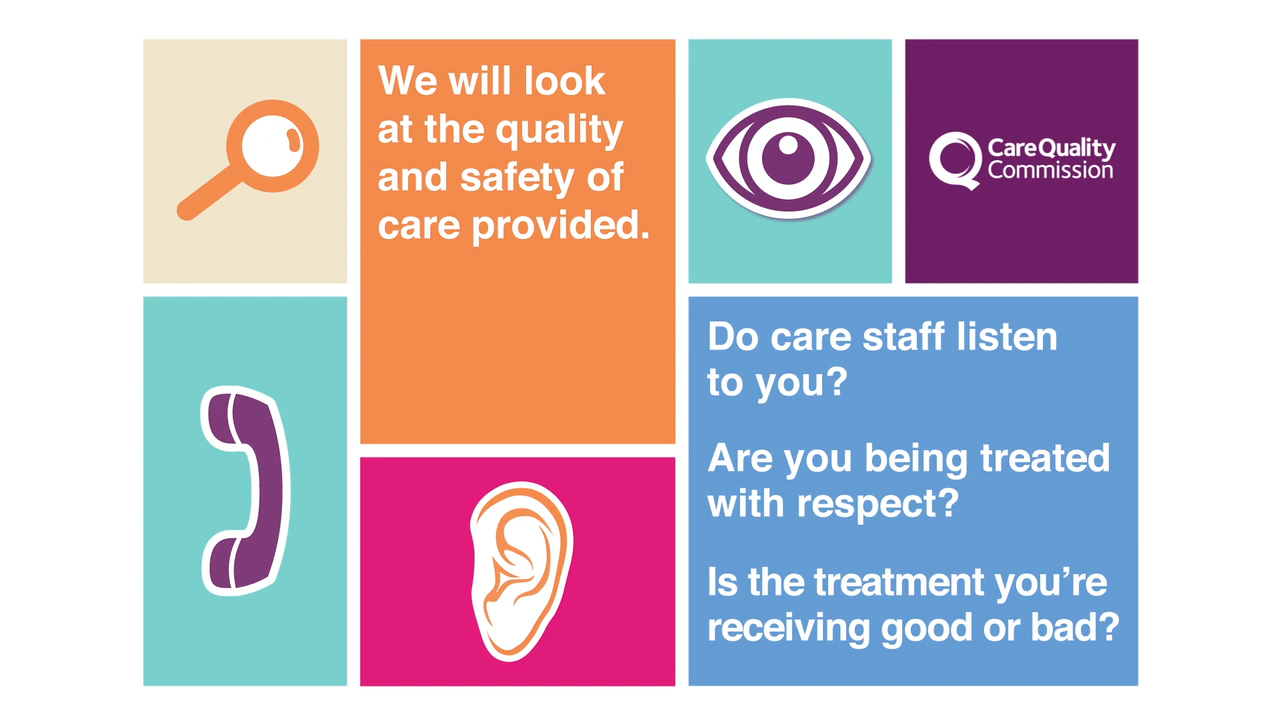 We will look
at the quality
and safety of
care provided.
CareQuality
Commission
Do care staff listen
to you?
Are you being treated
with respect?
Is the treatment you’re
receiving good or bad?